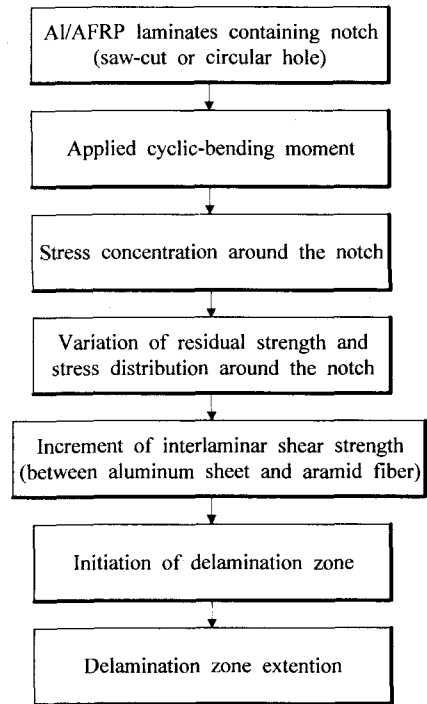 Al/AFRP laminates containing notch
(saw-cut or circular hole)
Applied cyclic-bending moment
Stress concentration around the notch
Variation of residual strength and
stress distribution around the notch
Increment of interlaminar shear strength
(between aluminum sheet and aramid fiber)
Initiation of delamination zone
Delamination zone extention